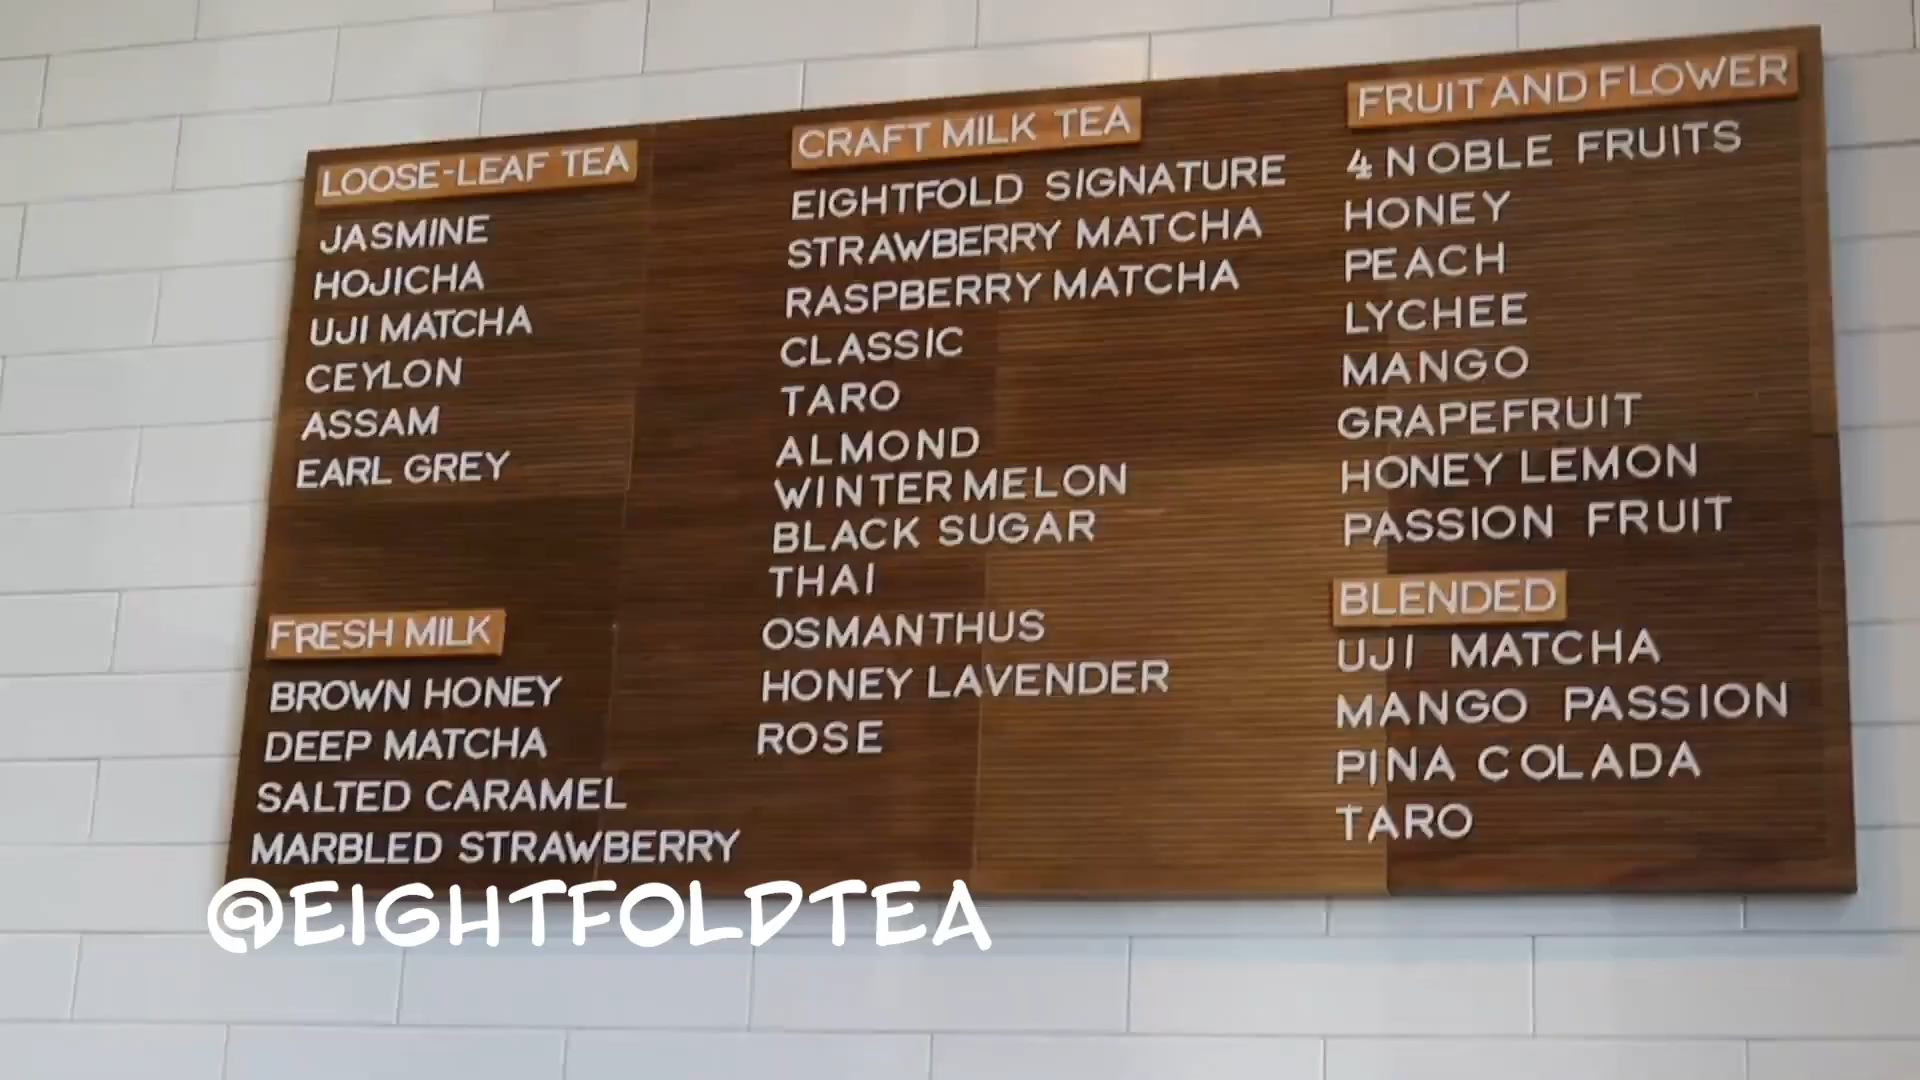 LOOSE-LEAF TEA
JASMINE
HOJICHA
UJI MATCHA
CEYLON
ASSAM
EARL GREY
FRESH MILK
BROWN HONEY
DEEP MATCHA
SALTED CARAMEL
MARBLED STRAWBERRY
CRAFT MILK TEA
EIGHTFOLD SIGNATURE
STRAWBERRY MATCHA
RASPBERRY MATCHA
CLASSIC
TARO
ALMOND
WINTERMELON
BLACK SUGAR
THAI
OSMANTHUS
HONEY LAVENDER
ROSE
FRUIT AND FLOWER
4 NOBLE FRUITS
HONEY
PEACH
LYCHEE
MANGO
GRAPEFRUIT
HONEY LEMON
PASSION FRUIT
BLENDED
UJI MATCHA
MANGO PASSION
PINA COLADA
TARO
@EIGHTFOLDTEA